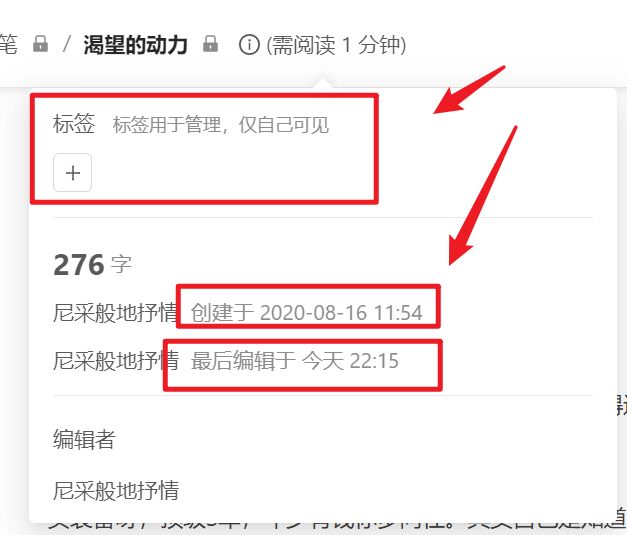 笔 / 渴望的动力 (需阅读 1 分钟)
标签 标签用于管理，仅自己可见
276 字
尼采般地抒情 创建于 2020-08-16 11:54
尼采般地抒情 最后编辑于 今天 22:15
编辑者
尼采般地抒情